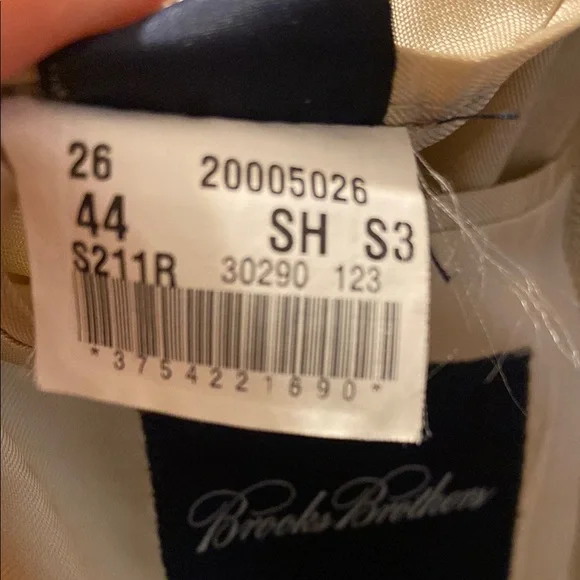 26 20005026
44 SH S3
S211R 30290 123
*3754221690*
Brooks Brothers